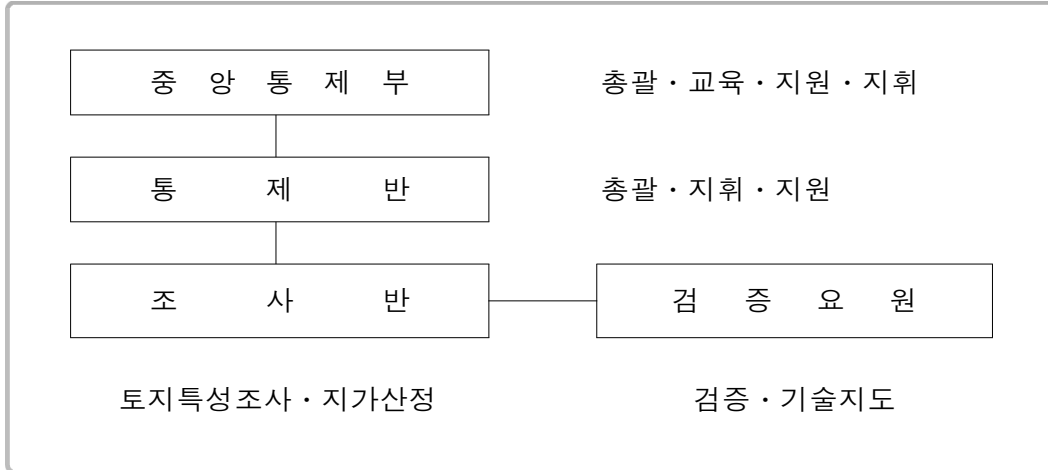 중 앙 통 제 부 총괄·교육·지원·지휘
통 제 반 총괄·지휘·지원
조 사 반 검 증 요 원
토지특성조사·지가산정 검증·기술지도